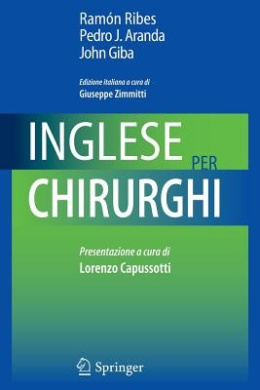 Ramón Ribes
Pedro J. Aranda
John Giba
Edizione italiana a cura di
Giuseppe Zimmitti
INGLESE
PER
CHIRURGHI
Presentazione a cura di
Lorenzo Capussotti
Springer